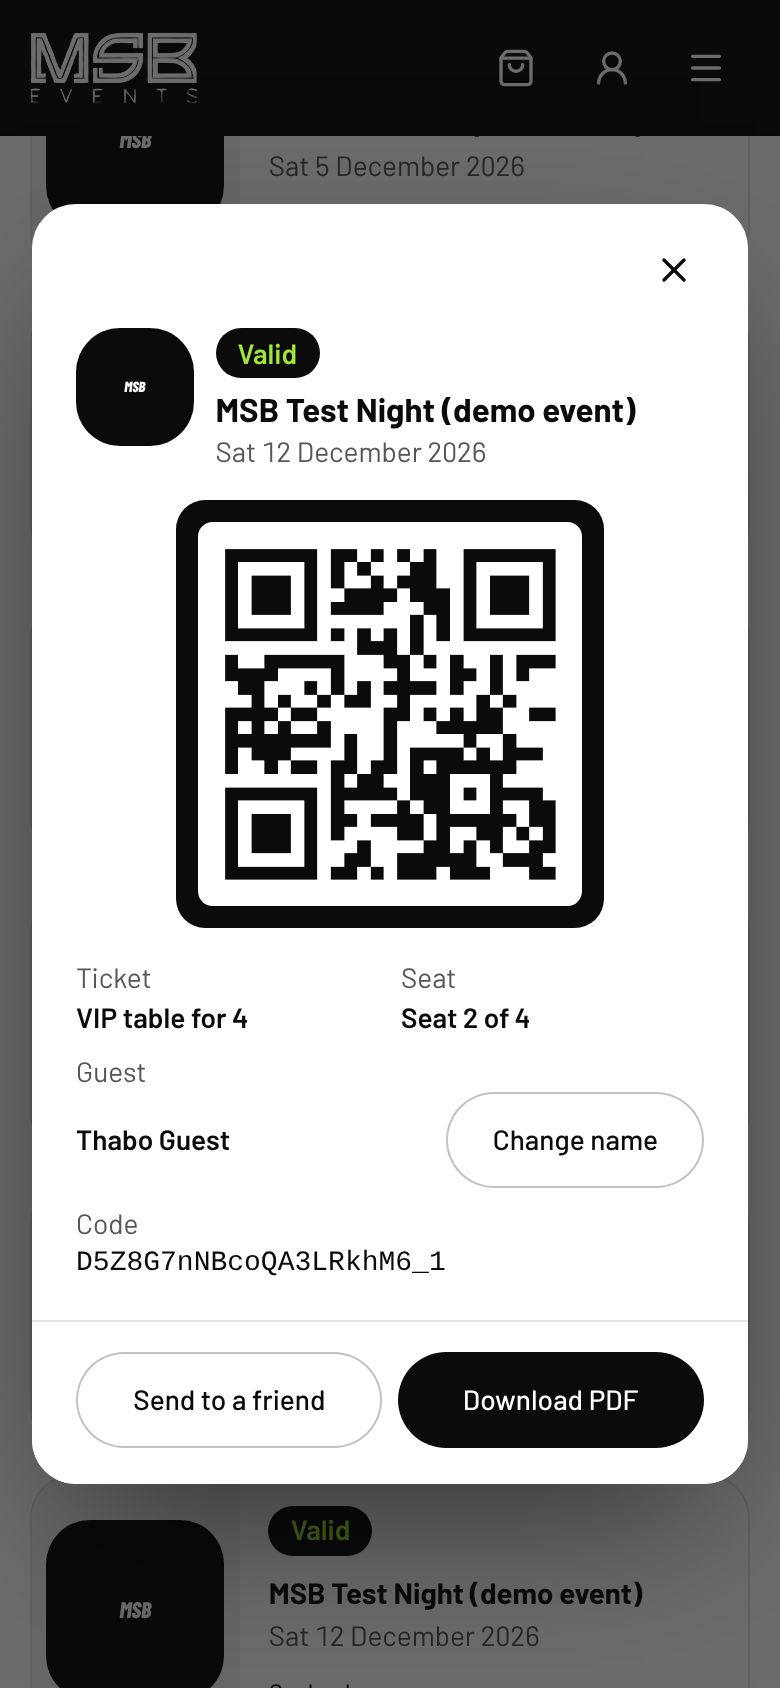 MSB
EVENTS
MSB
Sat 5 December 2026
MSB
Valid
MSB Test Night (demo event)
Sat 12 December 2026
Ticket
VIP table for 4
Seat
Seat 2 of 4
Guest
Thabo Guest
Change name
Code
D5Z8G7nNBcoQA3LRkhM6_1
Send to a friend
Download PDF
MSB
Valid
MSB Test Night (demo event)
Sat 12 December 2026